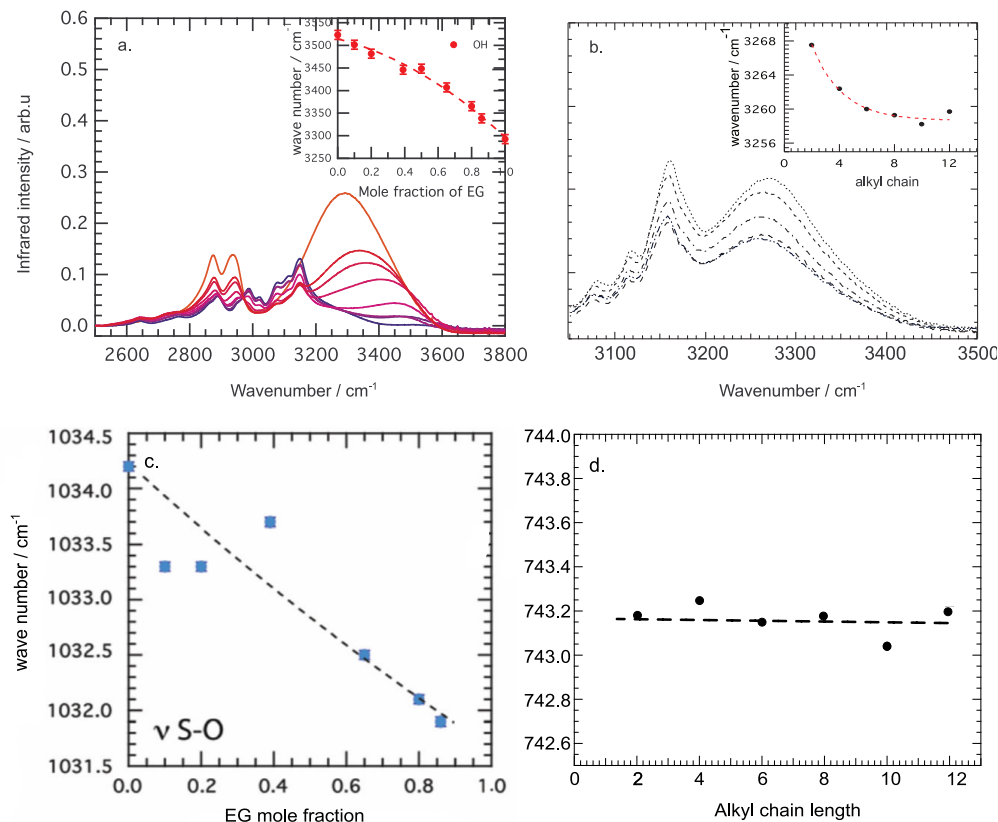 a.
0.6
0.5
0.4
0.3
0.2
0.1
0.0
Infrared intensity / arb.u
2600 2800 3000 3200 3400 3600 3800
Wavenumber / cm-1
3550
3500
3450
3400
3350
3300
3250
wave number / cm-1
OH
0.0 0.2 0.4 0.6 0.8 1.0
Mole fraction of EG
b.
3100 3200 3300 3400 3500
Wavenumber / cm-1
3268
3264
3260
3256
wavenumber / cm-1
0 4 8 12
alkyl chain
c.
1034.5
1034.0
1033.5
1033.0
1032.5
1032.0
1031.5
wave number / cm-1
ν S-O
0.0 0.2 0.4 0.6 0.8 1.0
EG mole fraction
d.
744.0
743.8
743.6
743.4
743.2
743.0
742.8
742.6
0 2 4 6 8 10 12
Alkyl chain length